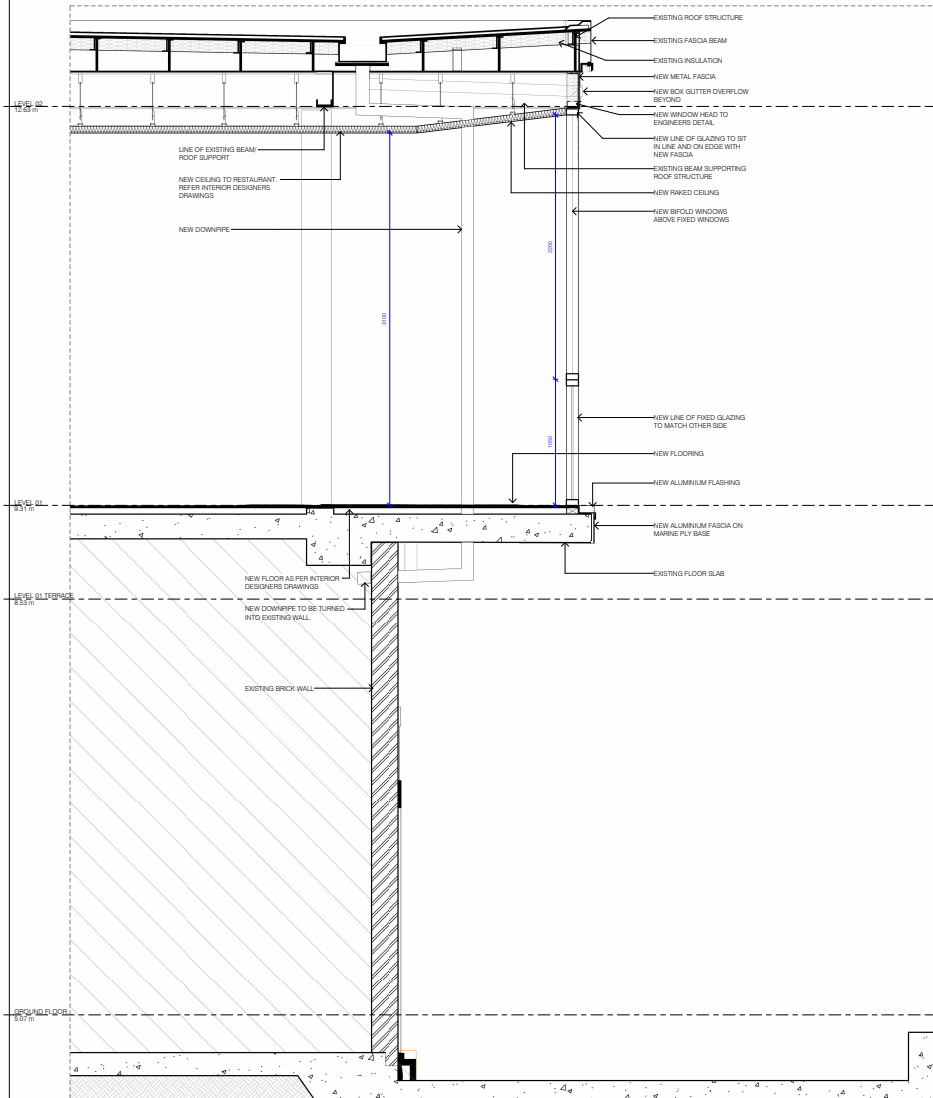 EXISTING ROOF STRUCTURE
EXISTING FASCIA BEAM
EXISTING INSULATION
NEW METAL FASCIA
NEW BOX GUTTER OVERFLOW
BEYOND
LEVEL 02
12.63 m
NEW WINDOW HEAD TO
ENGINEERS DETAIL
NEW LINE OF GLAZING TO SIT
IN LINE AND ON EDGE WITH
NEW FASCIA
LINE OF EXISTING BEAM/
ROOF SUPPORT
EXISTING BEAM SUPPORTING
ROOF STRUCTURE
NEW CEILING TO RESTAURANT.
REFER INTERIOR DESIGNERS
DRAWINGS
NEW RAKED CEILING
NEW BIFOLD WINDOWS
ABOVE FIXED WINDOWS
NEW DOWNPIPE
2200
3100
NEW LINE OF FIXED GLAZING
TO MATCH OTHER SIDE
1050
NEW FLOORING
NEW ALUMINIUM FLASHING
LEVEL 01
9.31 m
NEW ALUMINIUM FASCIA ON
MARINE PLY BASE
EXISTING FLOOR SLAB
NEW FLOOR AS PER INTERIOR
DESIGNERS DRAWINGS
LEVEL 01 TERRACE
8.53 m
NEW DOWNPIPE TO BE TURNED
INTO EXISTING WALL.
EXISTING BRICK WALL
GROUND FLOOR
5.07 m